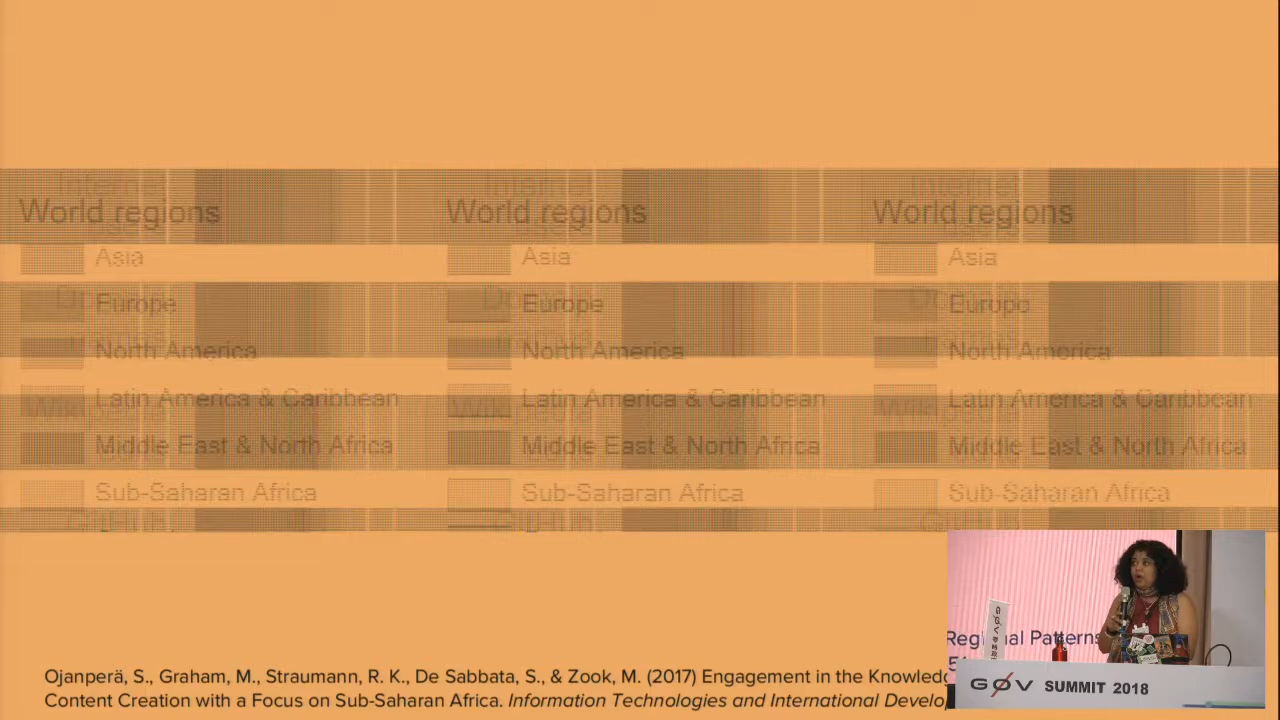 World regions World regions World regions
Asia Asia Asia
Europe Europe Europe
North America North America North America
Latin America & Caribbean Latin America & Caribbean Latin America & Caribbean
Middle East & North Africa Middle East & North Africa Middle East & North Africa
Sub-Saharan Africa Sub-Saharan Africa Sub-Saharan Africa
Regional Patterns
Ojanperä, S., Graham, M., Straumann, R. K., De Sabbata, S., & Zook, M. (2017) Engagement in the Knowledg
Content Creation with a Focus on Sub-Saharan Africa. Information Technologies and International Develop
GØV SUMMIT 2018